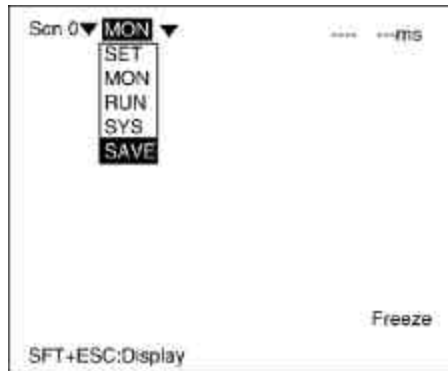 Scn 0▼ MON ▼ ---- ---ms
SET
MON
RUN
SYS
SAVE
Freeze
SFT+ESC:Display